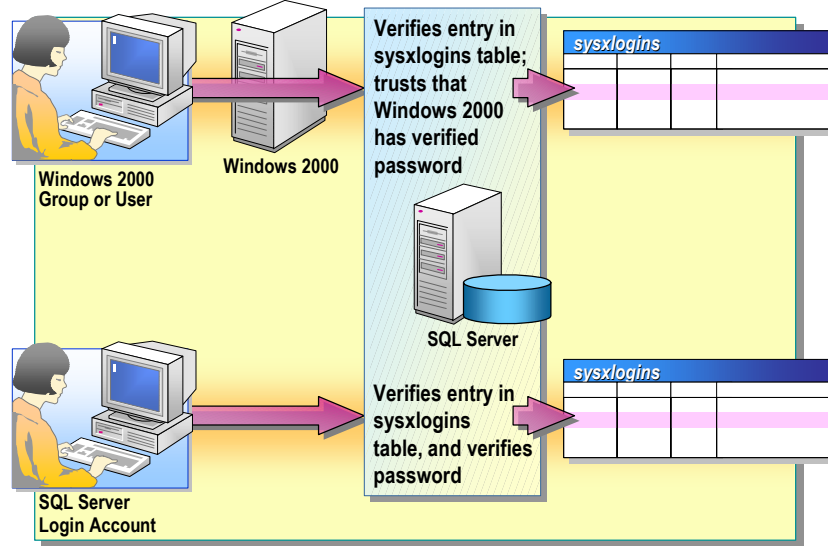 Verifies entry in
sysxlogins table;
trusts that
Windows 2000
has verified
password
sysxlogins
Windows 2000
Windows 2000
Group or User
SQL Server
Verifies entry in
sysxlogins
table, and verifies
password
sysxlogins
SQL Server
Login Account